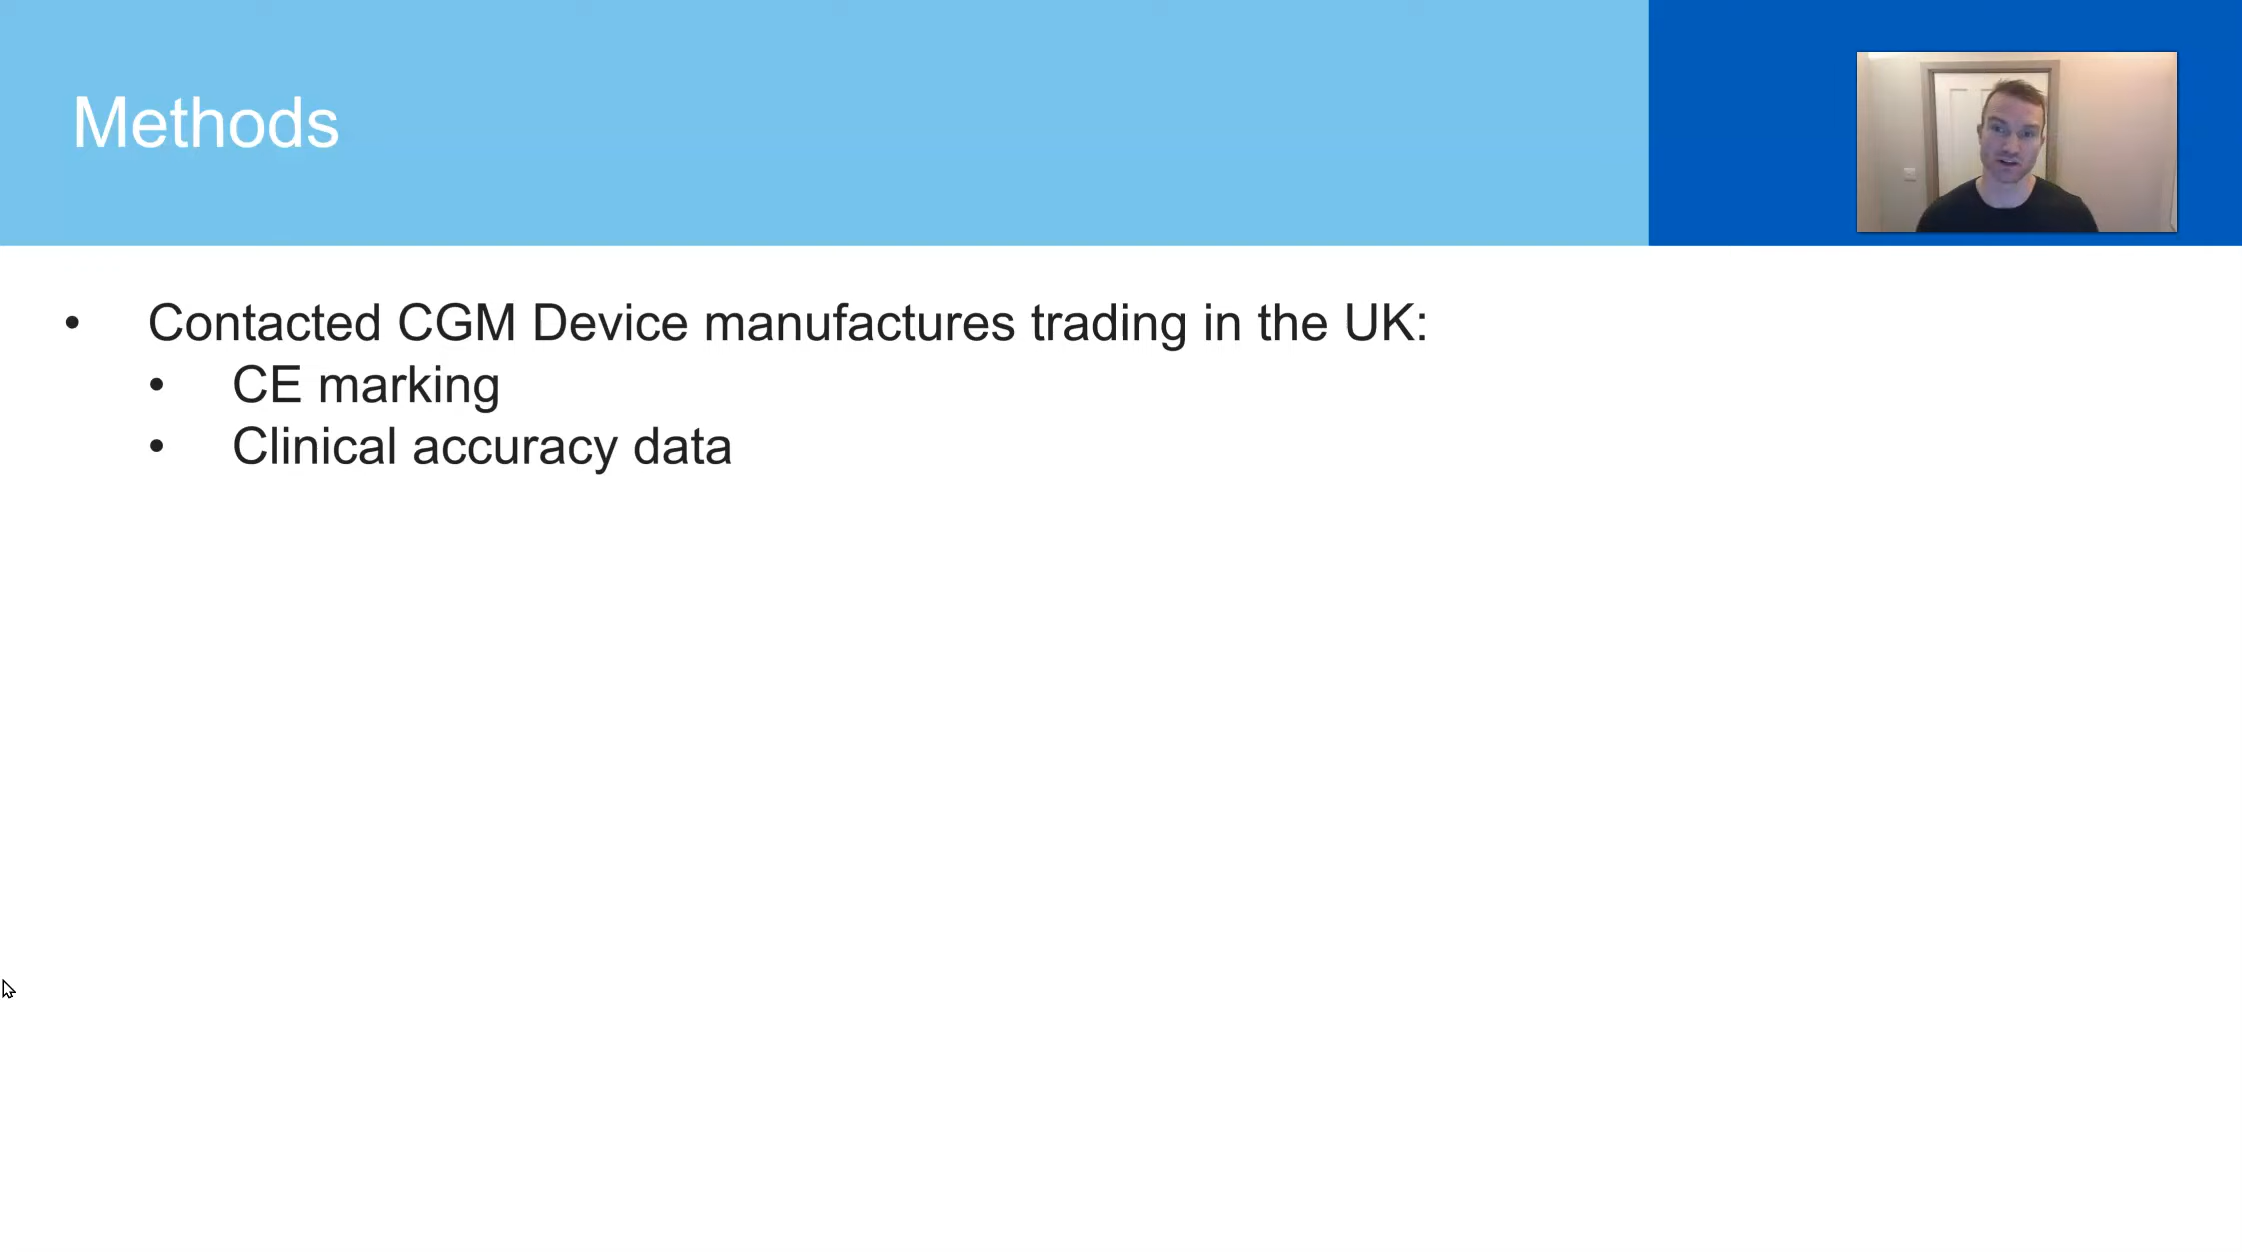 Methods
• Contacted CGM Device manufactures trading in the UK:
• CE marking
• Clinical accuracy data